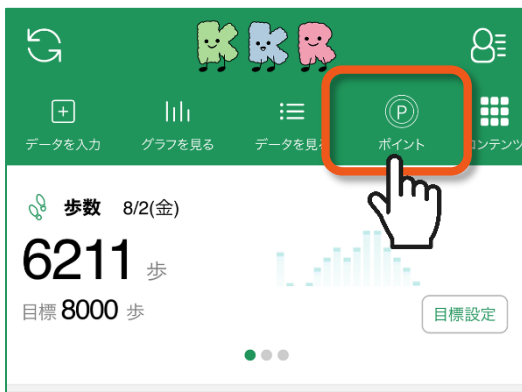 KKR
データを入力 グラフを見る データを見 P ポイント コンテンツ
歩数 8/2(金)
6211 歩
目標 8000 歩
目標設定